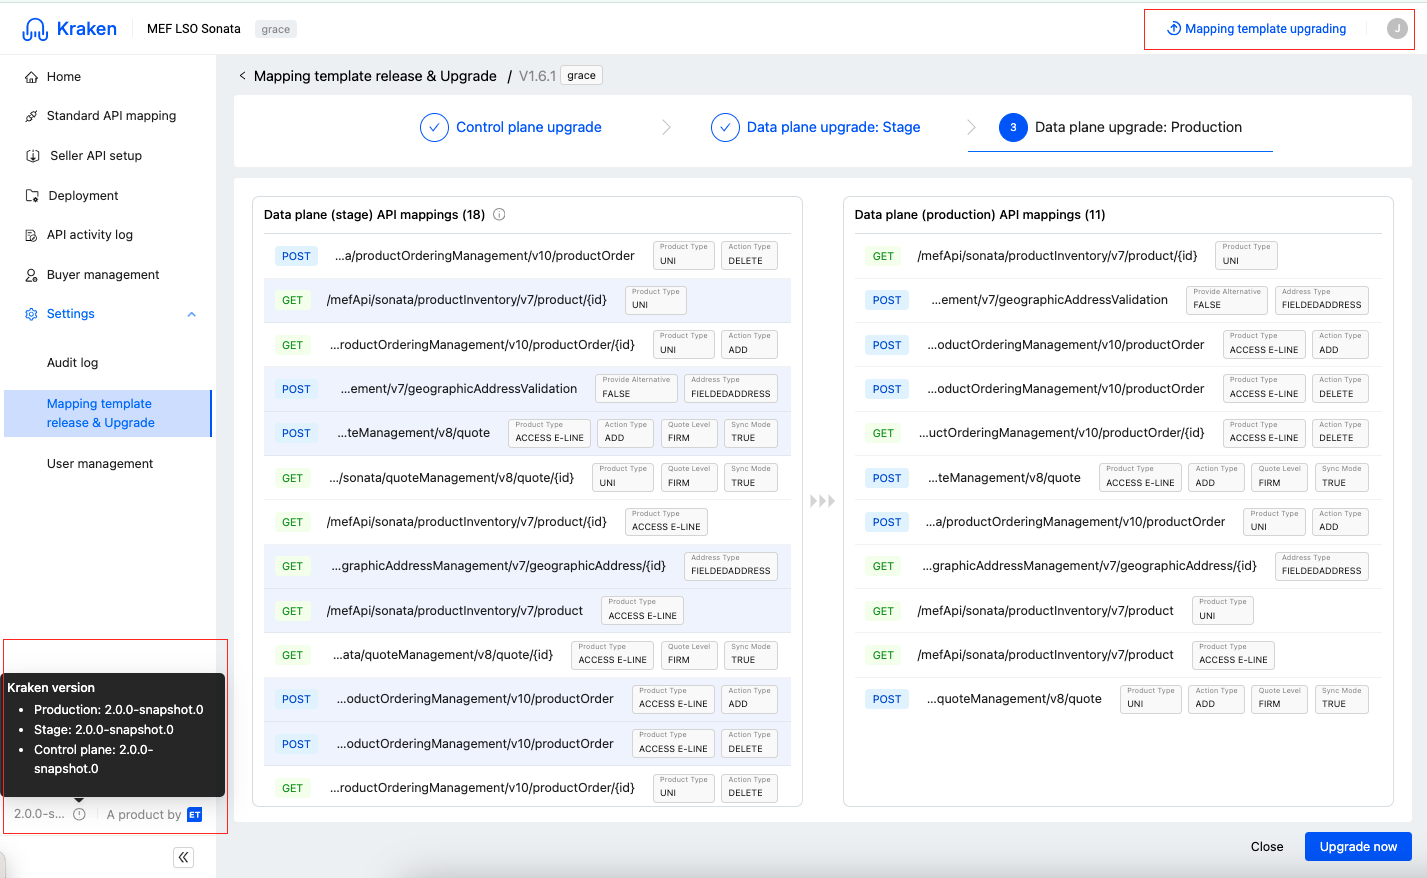 Kraken
MEF LSO Sonata
grace
Mapping template upgrading
J
Home
Standard API mapping
Seller API setup
Deployment
API activity log
Buyer management
Settings
Audit log
Mapping template
release & Upgrade
User management
Kraken version
• Production: 2.0.0-snapshot.0
• Stage: 2.0.0-snapshot.0
• Control plane: 2.0.0-
snapshot.0
2.0.0-s...
A product by ET
< Mapping template release & Upgrade / V1.6.1 grace
Control plane upgrade
Data plane upgrade: Stage
3 Data plane upgrade: Production
Data plane (stage) API mappings (18)
POST ...a/productOrderingManagement/v10/productOrder Product Type UNI Action Type DELETE
GET /mefApi/sonata/productInventory/v7/product/{id} Product Type UNI
GET ...roductOrderingManagement/v10/productOrder/{id} Product Type UNI Action Type ADD
POST ...ement/v7/geographicAddressValidation Provide Alternative FALSE Address Type FIELDEDADDRESS
POST ...teManagement/v8/quote Product Type ACCESS E-LINE Action Type ADD Quote Level FIRM Sync Mode TRUE
GET .../sonata/quoteManagement/v8/quote/{id} Product Type UNI Quote Level FIRM Sync Mode TRUE
GET /mefApi/sonata/productInventory/v7/product/{id} Product Type ACCESS E-LINE
GET ...graphicAddressManagement/v7/geographicAddress/{id} Address Type FIELDEDADDRESS
GET /mefApi/sonata/productInventory/v7/product Product Type ACCESS E-LINE
GET ...ata/quoteManagement/v8/quote/{id} Product Type ACCESS E-LINE Quote Level FIRM Sync Mode TRUE
POST ...oductOrderingManagement/v10/productOrder Product Type ACCESS E-LINE Action Type ADD
POST ...oductOrderingManagement/v10/productOrder Product Type ACCESS E-LINE Action Type DELETE
GET ...roductOrderingManagement/v10/productOrder/{id} Product Type UNI Action Type DELETE
Data plane (production) API mappings (11)
GET /mefApi/sonata/productInventory/v7/product/{id} Product Type UNI
POST ...ement/v7/geographicAddressValidation Provide Alternative FALSE Address Type FIELDEDADDRESS
POST ...oductOrderingManagement/v10/productOrder Product Type ACCESS E-LINE Action Type ADD
POST ...oductOrderingManagement/v10/productOrder Product Type ACCESS E-LINE Action Type DELETE
GET ...uctOrderingManagement/v10/productOrder/{id} Product Type ACCESS E-LINE Action Type DELETE
POST ...teManagement/v8/quote Product Type ACCESS E-LINE Action Type ADD Quote Level FIRM Sync Mode TRUE
POST ...a/productOrderingManagement/v10/productOrder Product Type UNI Action Type ADD
GET ...graphicAddressManagement/v7/geographicAddress/{id} Address Type FIELDEDADDRESS
GET /mefApi/sonata/productInventory/v7/product Product Type UNI
GET /mefApi/sonata/productInventory/v7/product Product Type ACCESS E-LINE
POST ...quoteManagement/v8/quote Product Type UNI Action Type ADD Quote Level FIRM Sync Mode TRUE
Close
Upgrade now